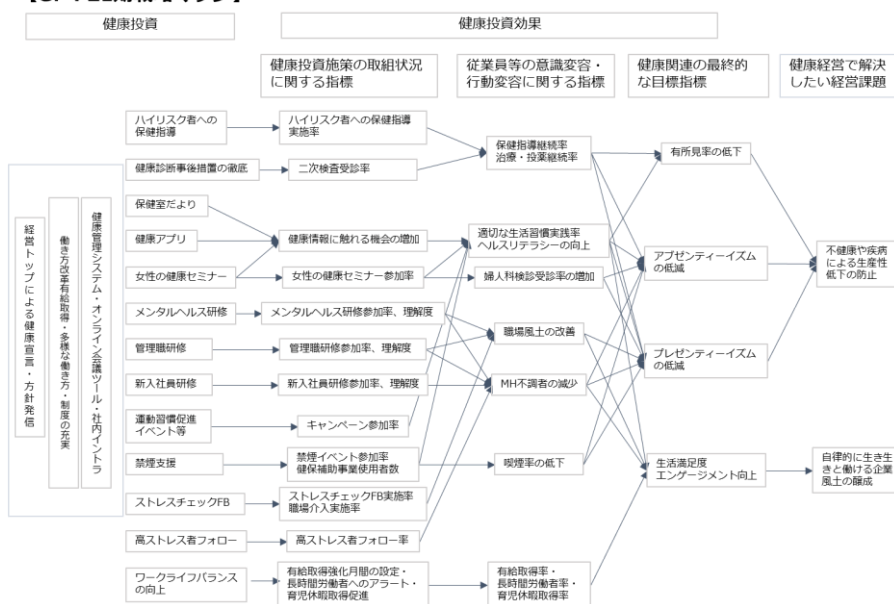 健康投資
健康投資効果
健康投資施策の取組状況
に関する指標
従業員等の意識変容・
行動変容に関する指標
健康関連の最終的
な目標指標
健康経営で解決
したい経営課題
経営トップによる健康宣言・方針発信
働き方改革有給取得・多様な働き方・制度の充実
健康管理システム・オンライン会議ツール・社内イントラ
ハイリスク者への
保健指導
健康診断事後措置の徹底
保健室だより
健康アプリ
女性の健康セミナー
メンタルヘルス研修
管理職研修
新入社員研修
運動習慣促進
イベント等
禁煙支援
ストレスチェックFB
高ストレス者フォロー
ワークライフバランス
の向上
ハイリスク者への保健指導
実施率
二次検査受診率
健康情報に触れる機会の増加
女性の健康セミナー参加率
メンタルヘルス研修参加率、理解度
管理職研修参加率、理解度
新入社員研修参加率、理解度
キャンペーン参加率
禁煙イベント参加率
健保補助事業使用者数
ストレスチェックFB実施率
職場介入実施率
高ストレス者フォロー率
有給取得強化月間の設定・
長時間労働者へのアラート・
育児休暇取得促進
保健指導継続率
治療・投薬継続率
適切な生活習慣実践率
ヘルスリテラシーの向上
婦人科検診受診率の増加
職場風土の改善
MH不調者の減少
喫煙率の低下
有給取得率・
長時間労働者率・
育児休暇取得率
有所見率の低下
アブゼンティーイズム
の低減
プレゼンティーイズム
の低減
生活満足度
エンゲージメント向上
不健康や疾病
による生産性
低下の防止
自律的に生き生
きと働ける企業
風土の醸成